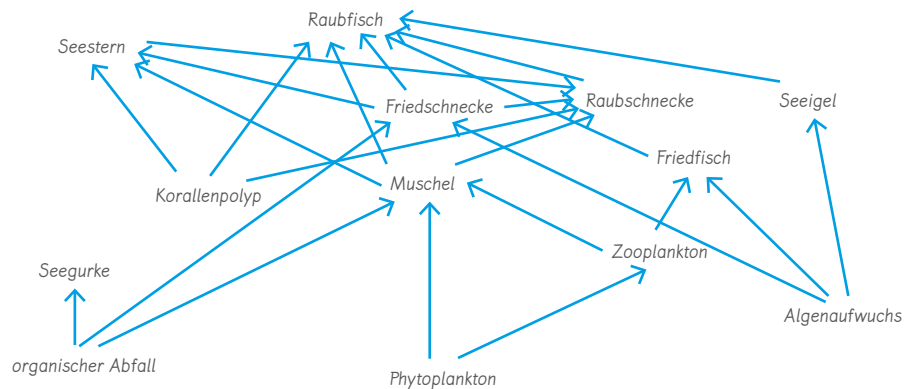 Raubfisch
Seestern
Friedschnecke
Raubschnecke
Seeigel
Friedfisch
Korallenpolyp
Muschel
Zooplankton
Seegurke
Algenaufwuchs
organischer Abfall
Phytoplankton